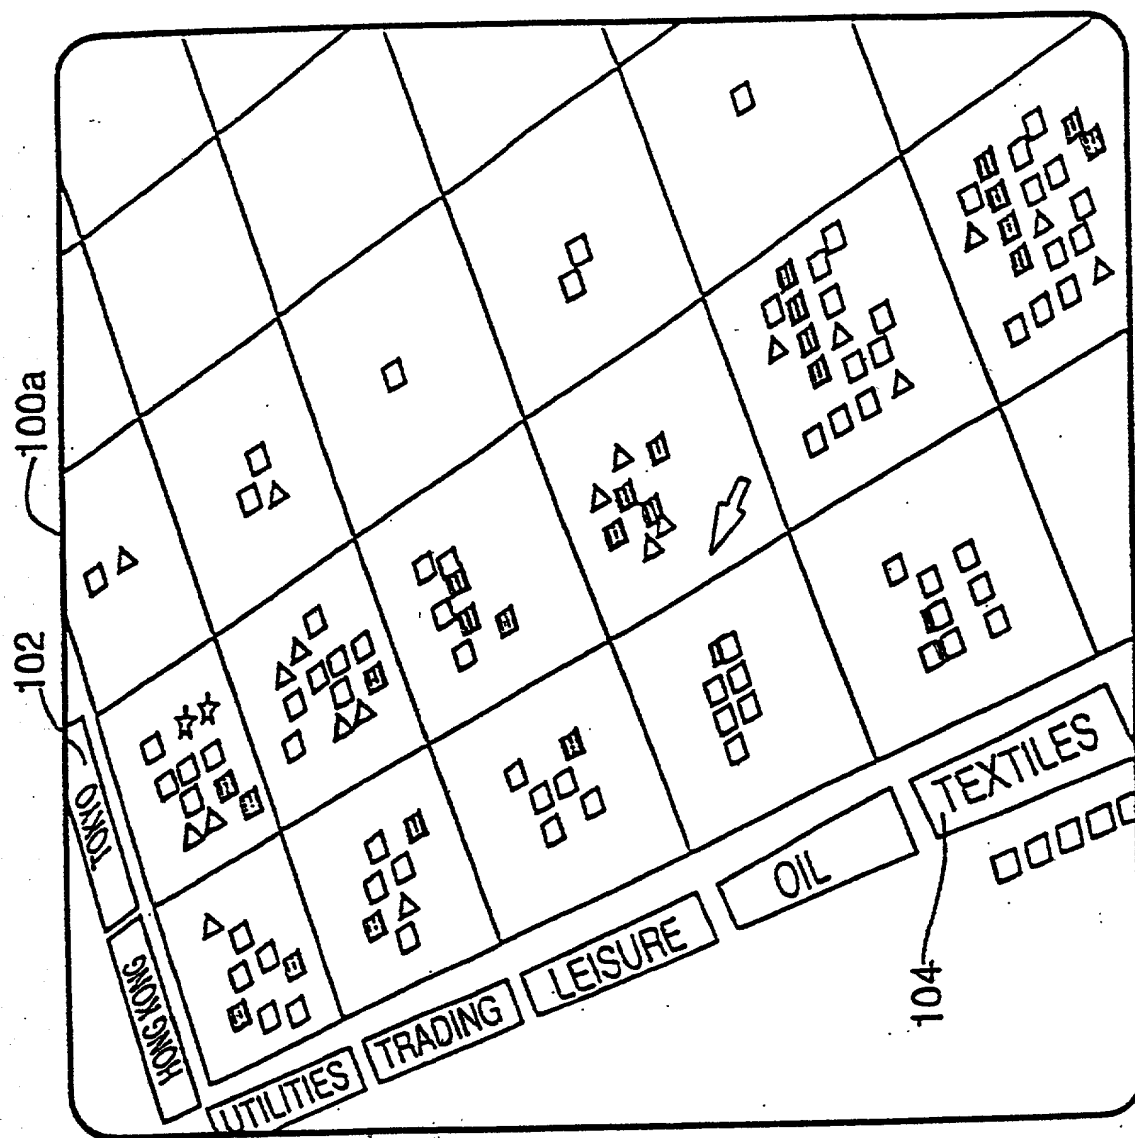 100a
102
TOKYO
HONG KONG
UTILITIES
TRADING
LEISURE
OIL
TEXTILES
104